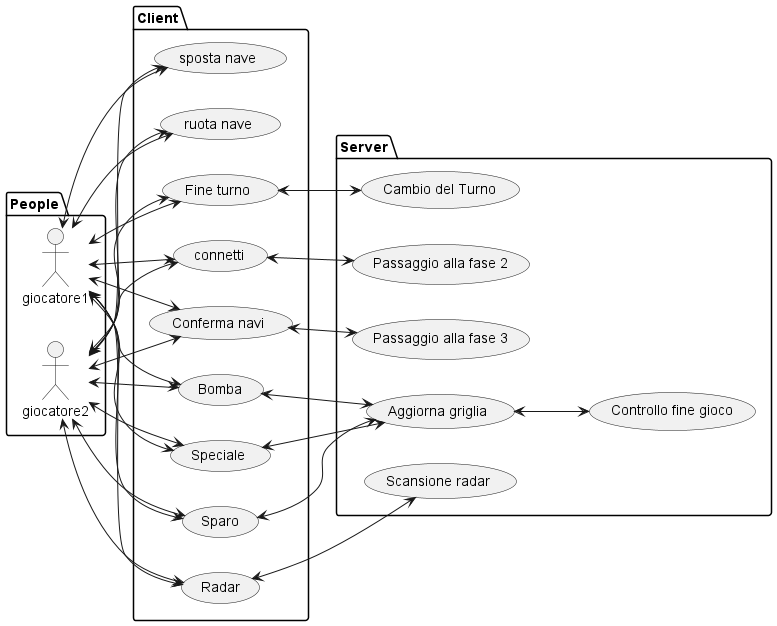 People
giocatore1
giocatore2
Client
sposta nave
ruota nave
Fine turno
connetti
Conferma navi
Bomba
Speciale
Sparo
Radar
Server
Cambio del Turno
Passaggio alla fase 2
Passaggio alla fase 3
Aggiorna griglia
Controllo fine gioco
Scansione radar